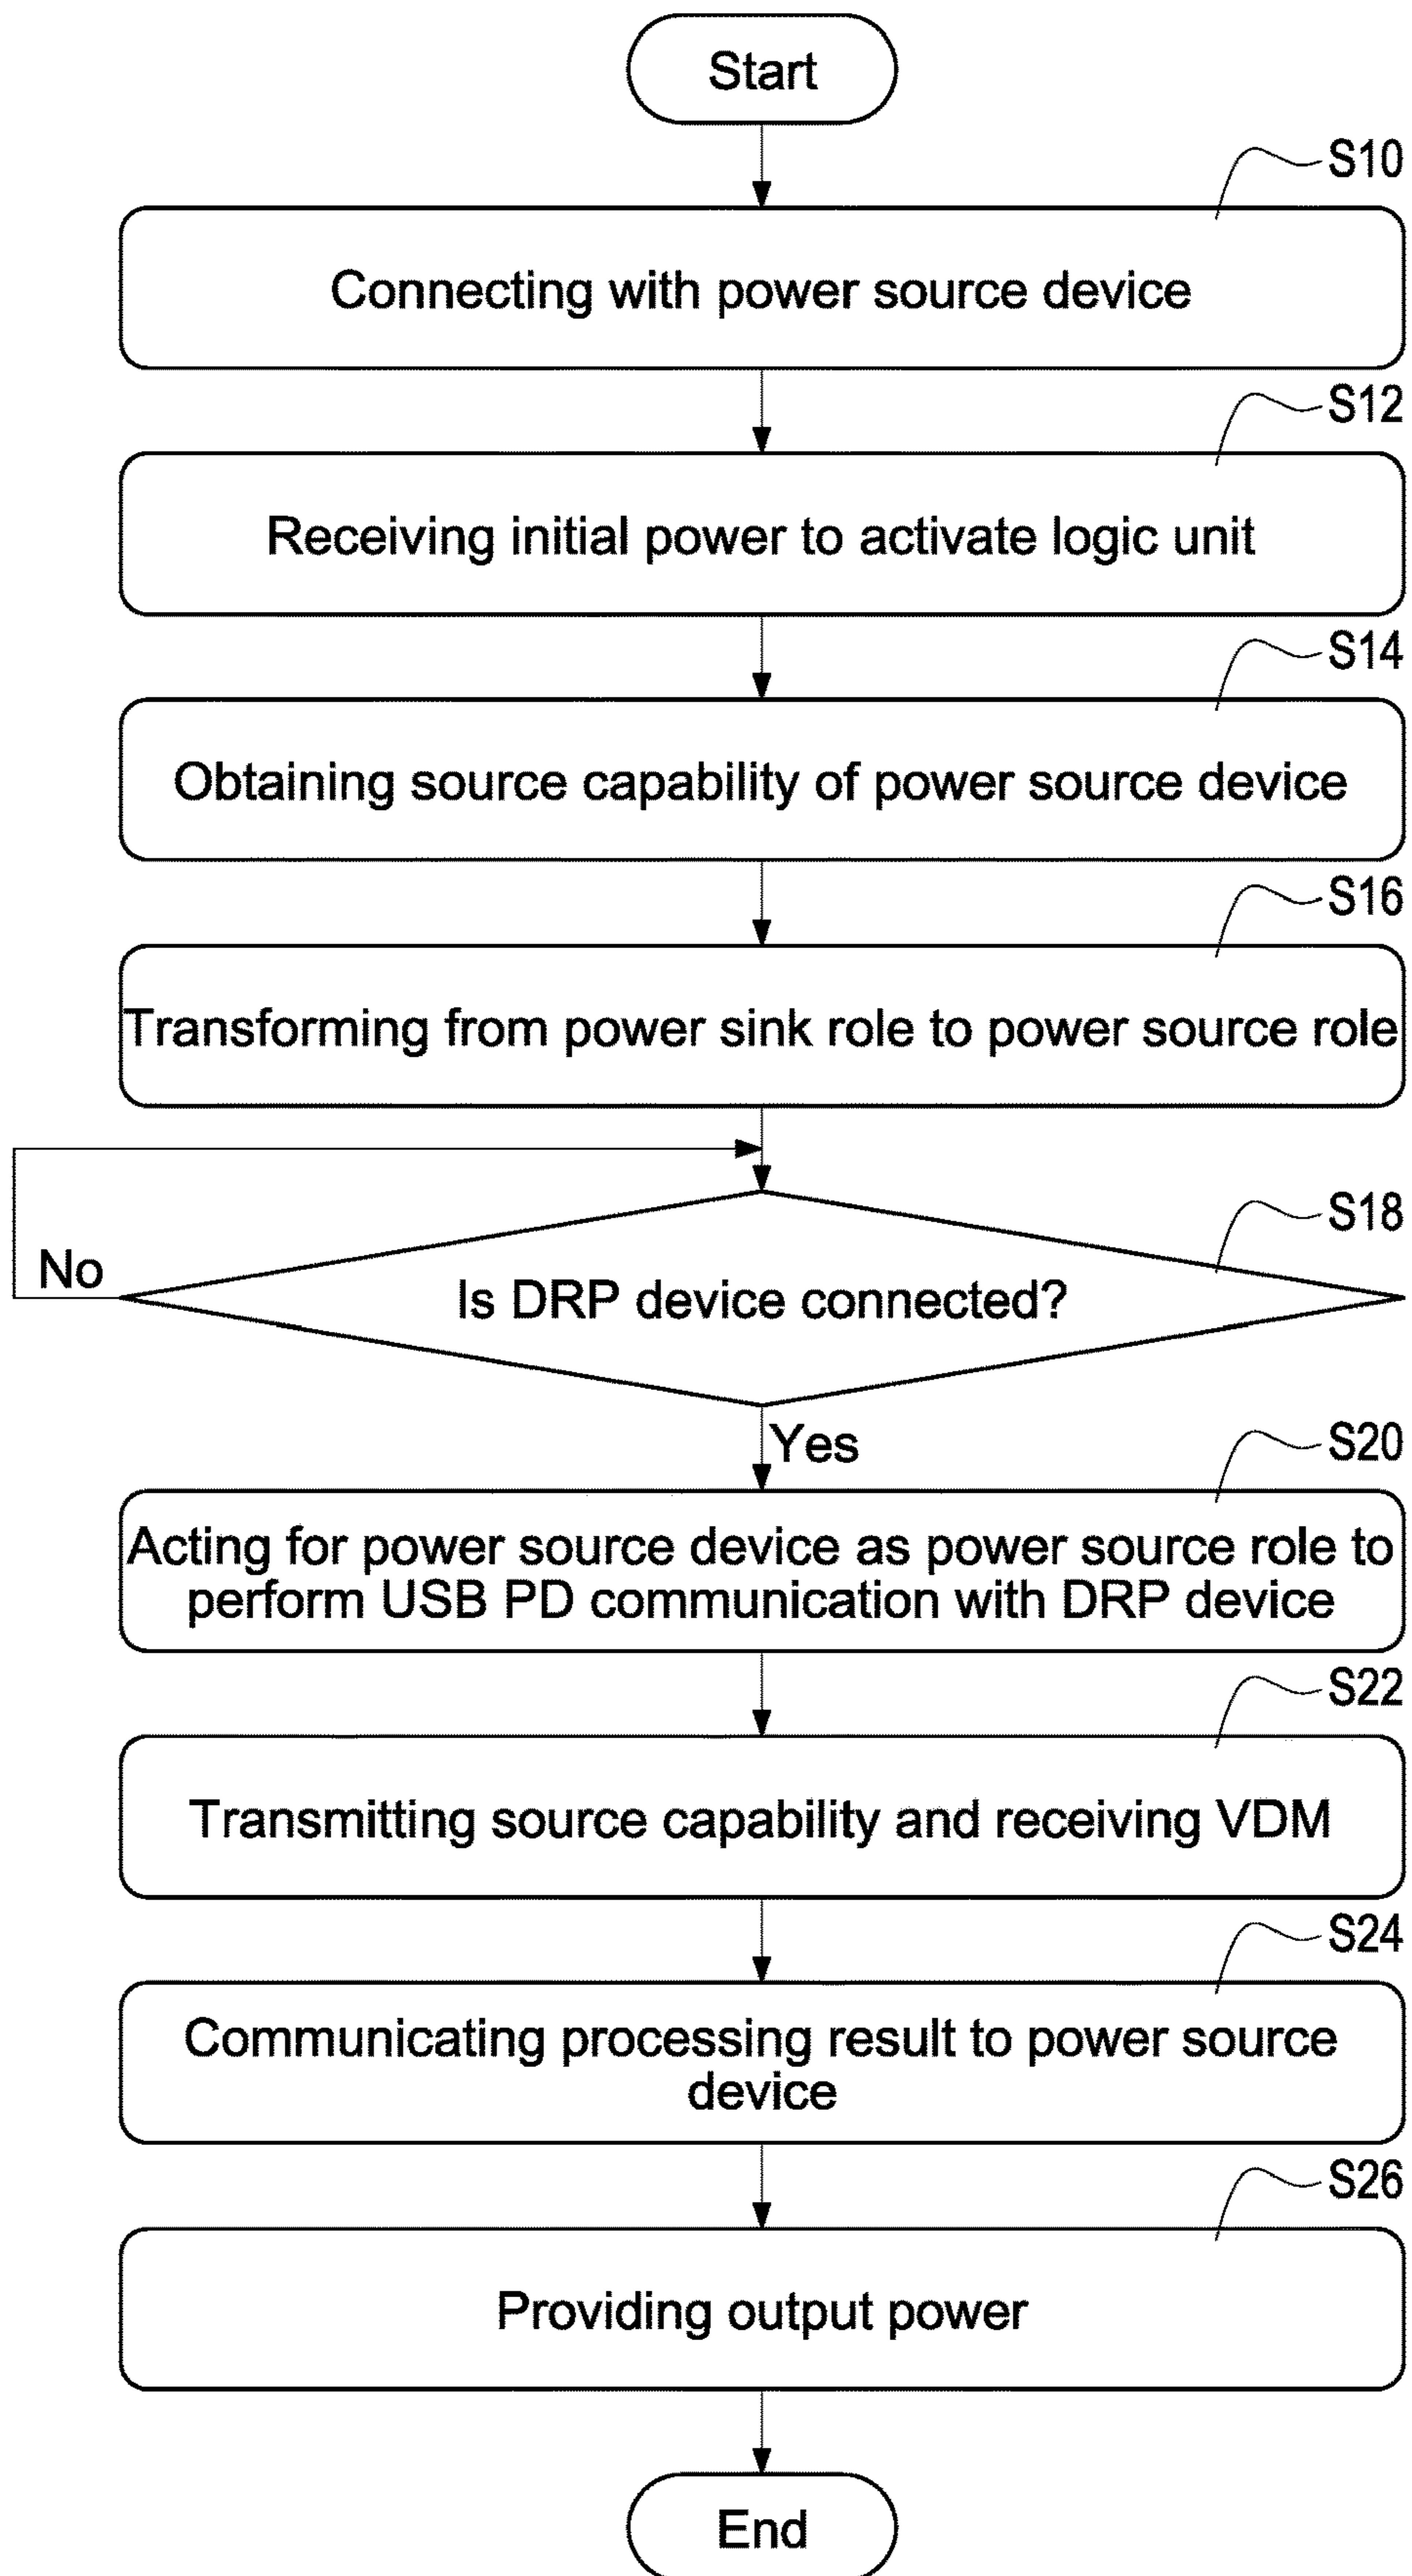 Start
S10
Connecting with power source device
S12
Receiving initial power to activate logic unit
S14
Obtaining source capability of power source device
S16
Transforming from power sink role to power source role
S18
No
Is DRP device connected?
Yes
S20
Acting for power source device as power source role to
perform USB PD communication with DRP device
S22
Transmitting source capability and receiving VDM
S24
Communicating processing result to power source
device
S26
Providing output power
End